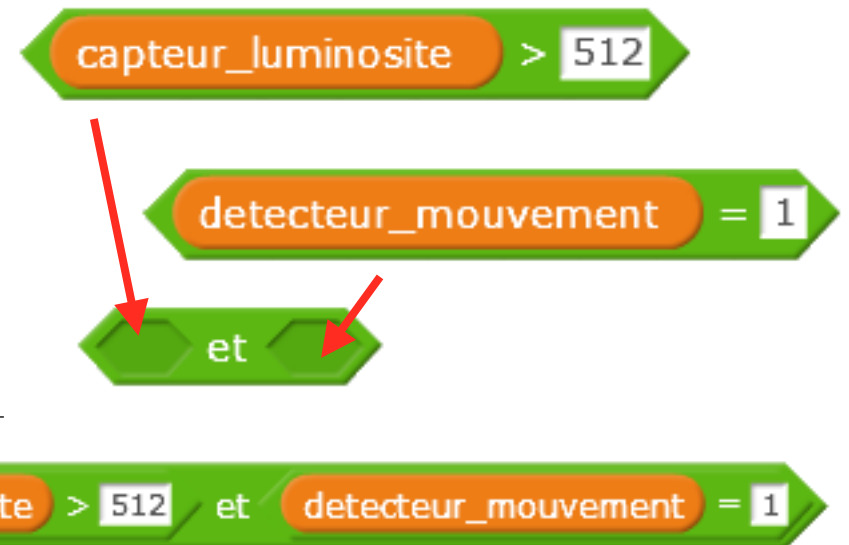 capteur_luminosite > 512
detecteur_mouvement = 1
et
te > 512 et detecteur_mouvement = 1